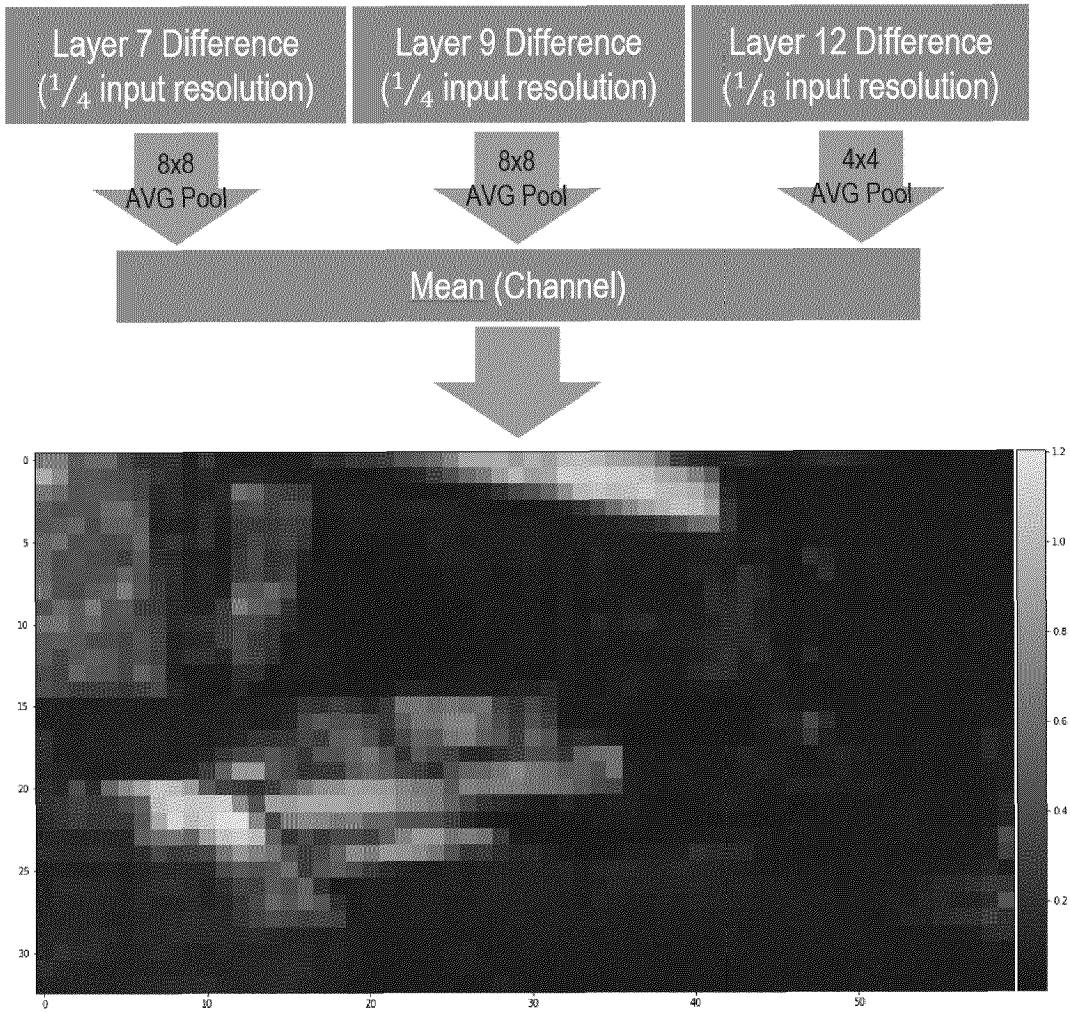 Layer 7 Difference
(1/4 input resolution)
Layer 9 Difference
(1/4 input resolution)
Layer 12 Difference
(1/8 input resolution)
8x8
AVG Pool
8x8
AVG Pool
4x4
AVG Pool
Mean (Channel)
0
5
10
15
20
25
30
0
10
20
30
40
50
1.2
1.0
0.8
0.6
0.4
0.2